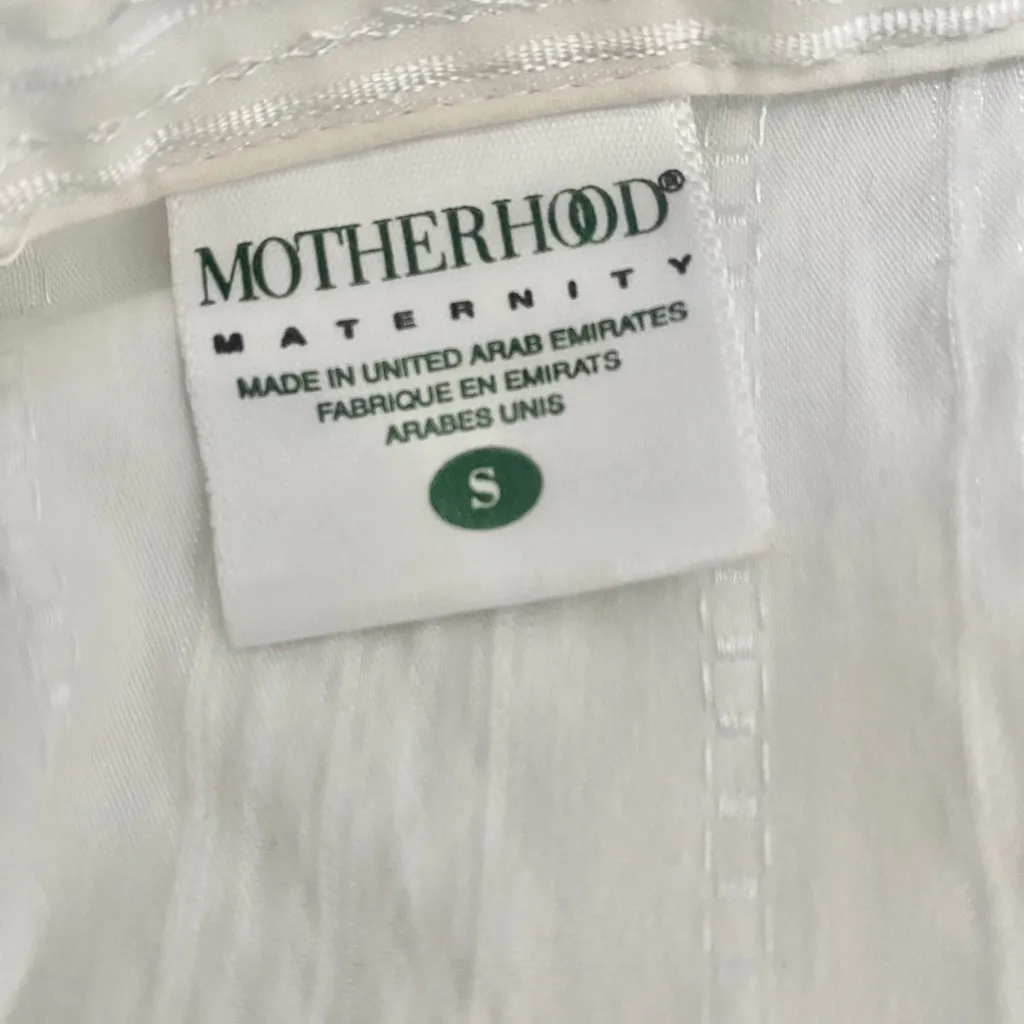 MOTHERHOOD®
MATERNITY
MADE IN UNITED ARAB EMIRATES
FABRIQUE EN EMIRATS
ARABES UNIS
S